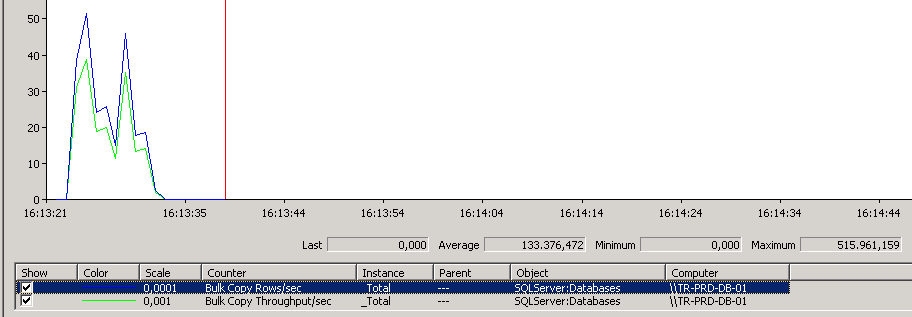 50
40
30
20
10
0
16:13:21 16:13:35 16:13:44 16:13:54 16:14:04 16:14:14 16:14:24 16:14:34 16:14:44
Last 0,000 Average 133.376,472 Minimum 0,000 Maximum 515.961,159
Show Color Scale Counter Instance Parent Object Computer
0,0001 Bulk Copy Rows/sec _Total --- SQLServer:Databases \\TR-PRD-DB-01
0,001 Bulk Copy Throughput/sec _Total --- SQLServer:Databases \\TR-PRD-DB-01